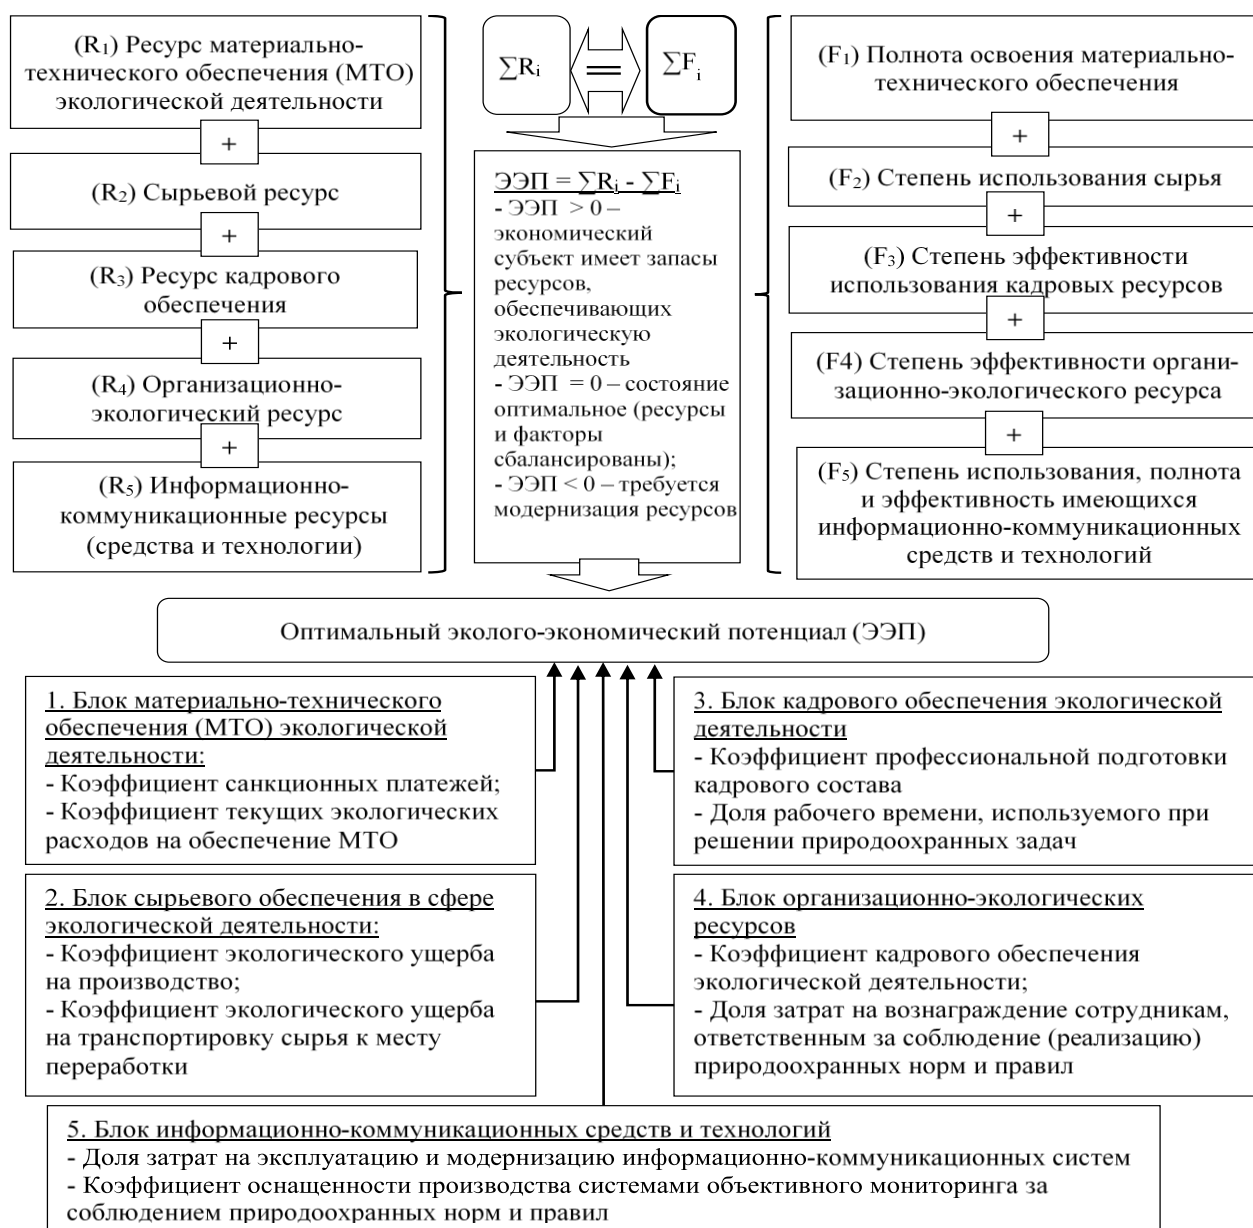 (R1) Ресурс материально-
технического обеспечения (МТО)
экологической деятельности
+
(R2) Сырьевой ресурс
+
(R3) Ресурс кадрового
обеспечения
+
(R4) Организационно-
экологический ресурс
+
(R5) Информационно-
коммуникационные ресурсы
(средства и технологии)
∑Ri = ∑Fi
ЭЭП = ∑Ri - ∑Fi
- ЭЭП > 0 –
экономический
субъект имеет запасы
ресурсов,
обеспечивающих
экологическую
деятельность
- ЭЭП = 0 – состояние
оптимальное (ресурсы
и факторы
сбалансированы);
- ЭЭП < 0 – требуется
модернизация ресурсов
(F1) Полнота освоения материально-
технического обеспечения
+
(F2) Степень использования сырья
+
(F3) Степень эффективности
использования кадровых ресурсов
+
(F4) Степень эффективности органи-
зационно-экологического ресурса
+
(F5) Степень использования, полнота
и эффективность имеющихся
информационно-коммуникационных
средств и технологий
Оптимальный эколого-экономический потенциал (ЭЭП)
1. Блок материально-технического
обеспечения (МТО) экологической
деятельности:
- Коэффициент санкционных платежей;
- Коэффициент текущих экологических
расходов на обеспечение МТО
2. Блок сырьевого обеспечения в сфере
экологической деятельности:
- Коэффициент экологического ущерба
на производство;
- Коэффициент экологического ущерба
на транспортировку сырья к месту
переработки
3. Блок кадрового обеспечения экологической
деятельности
- Коэффициент профессиональной подготовки
кадрового состава
- Доля рабочего времени, используемого при
решении природоохранных задач
4. Блок организационно-экологических
ресурсов
- Коэффициент кадрового обеспечения
экологической деятельности;
- Доля затрат на вознаграждение сотрудникам,
ответственным за соблюдение (реализацию)
природоохранных норм и правил
5. Блок информационно-коммуникационных средств и технологий
- Доля затрат на эксплуатацию и модернизацию информационно-коммуникационных систем
- Коэффициент оснащенности производства системами объективного мониторинга за
соблюдением природоохранных норм и правил